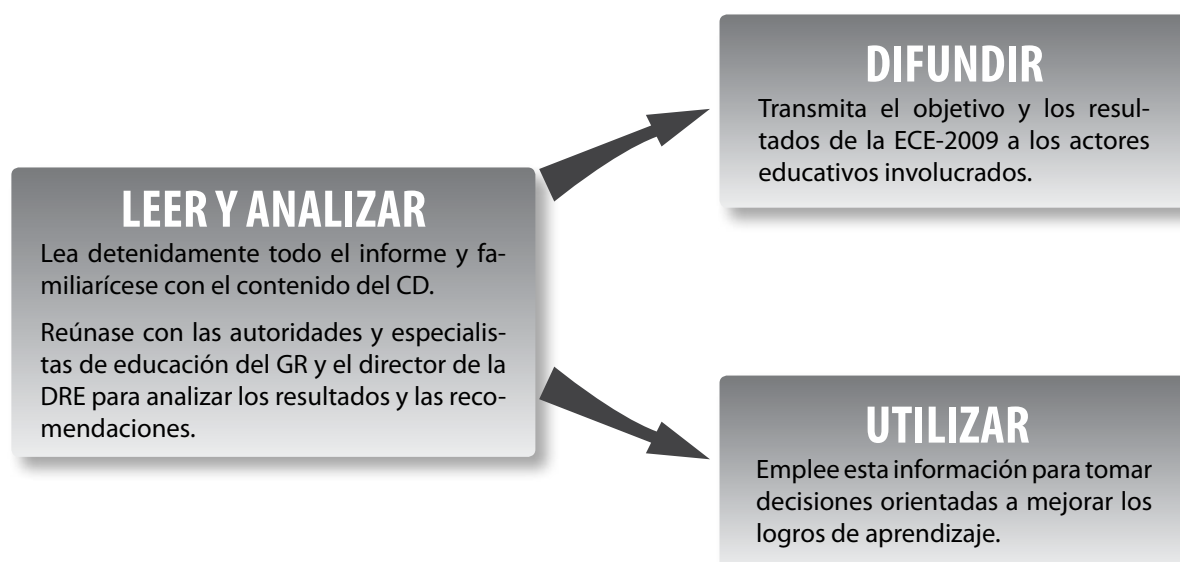 LEER Y ANALIZAR
Lea detenidamente todo el informe y fa-
miliarícese con el contenido del CD.
Reúnase con las autoridades y especialis-
tas de educación del GR y el director de la
DRE para analizar los resultados y las reco-
mendaciones.
DIFUNDIR
Transmita el objetivo y los resul-
tados de la ECE-2009 a los actores
educativos involucrados.
UTILIZAR
Emplee esta información para tomar
decisiones orientadas a mejorar los
logros de aprendizaje.